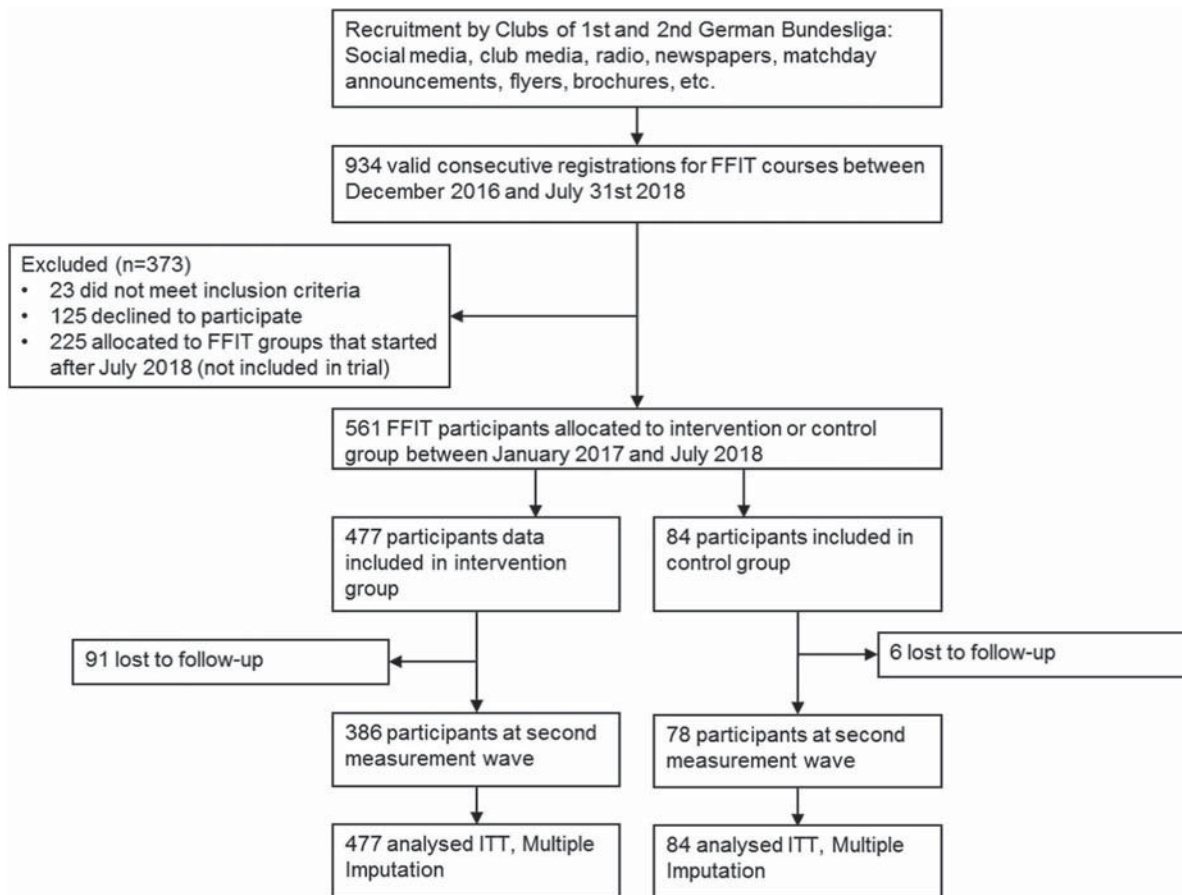 Recruitment by Clubs of 1st and 2nd German Bundesliga:
Social media, club media, radio, newspapers, matchday
announcements, flyers, brochures, etc.
934 valid consecutive registrations for FFIT courses between
December 2016 and July 31st 2018
Excluded (n=373)
• 23 did not meet inclusion criteria
• 125 declined to participate
• 225 allocated to FFIT groups that started
after July 2018 (not included in trial)
561 FFIT participants allocated to intervention or control
group between January 2017 and July 2018
477 participants data
included in intervention
group
84 participants included in
control group
91 lost to follow-up
6 lost to follow-up
386 participants at second
measurement wave
78 participants at second
measurement wave
477 analysed ITT, Multiple
Imputation
84 analysed ITT, Multiple
Imputation